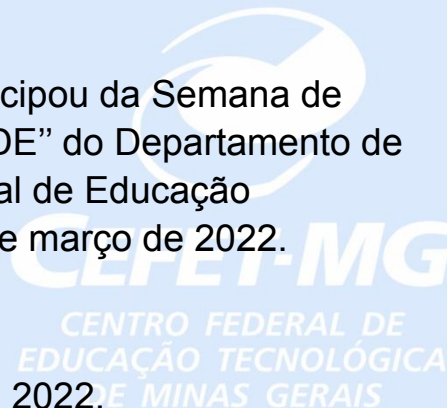 cipou da Semana de
DE’’ do Departamento de
al de Educação
e março de 2022.
CEFET-MG
CENTRO FEDERAL DE
EDUCAÇÃO TECNOLÓGICA
2022.
DE MINAS GERAIS